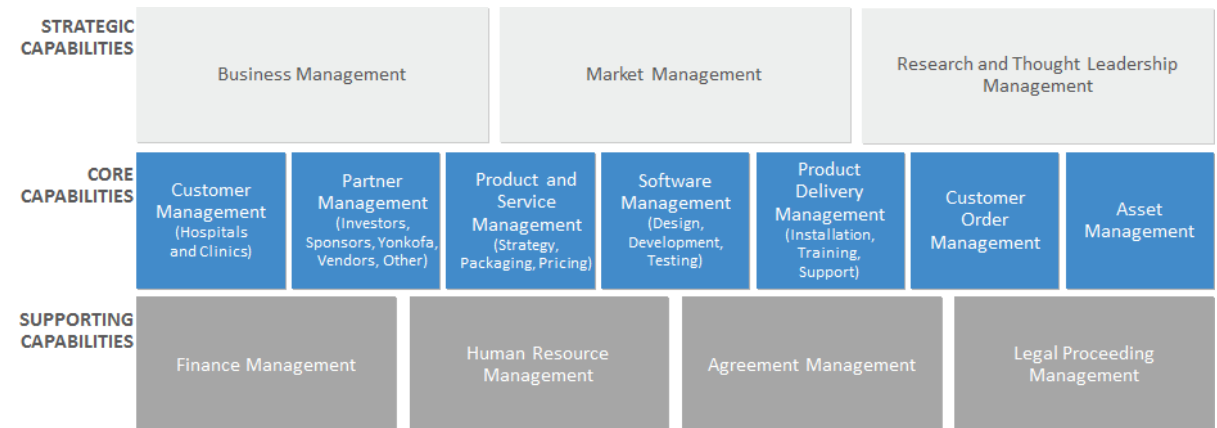 STRATEGIC
CAPABILITIES
Business Management
Market Management
Research and Thought Leadership
Management
CORE
CAPABILITIES
Customer
Management
(Hospitals
and Clinics)
Partner
Management
(Investors,
Sponsors, Yonkofa,
Vendors, Other)
Product and
Service
Management
(Strategy,
Packaging, Pricing)
Software
Management
(Design,
Development,
Testing)
Product
Delivery
Management
(Installation,
Training,
Support)
Customer
Order
Management
Asset
Management
SUPPORTING
CAPABILITIES
Finance Management
Human Resource
Management
Agreement Management
Legal Proceeding
Management